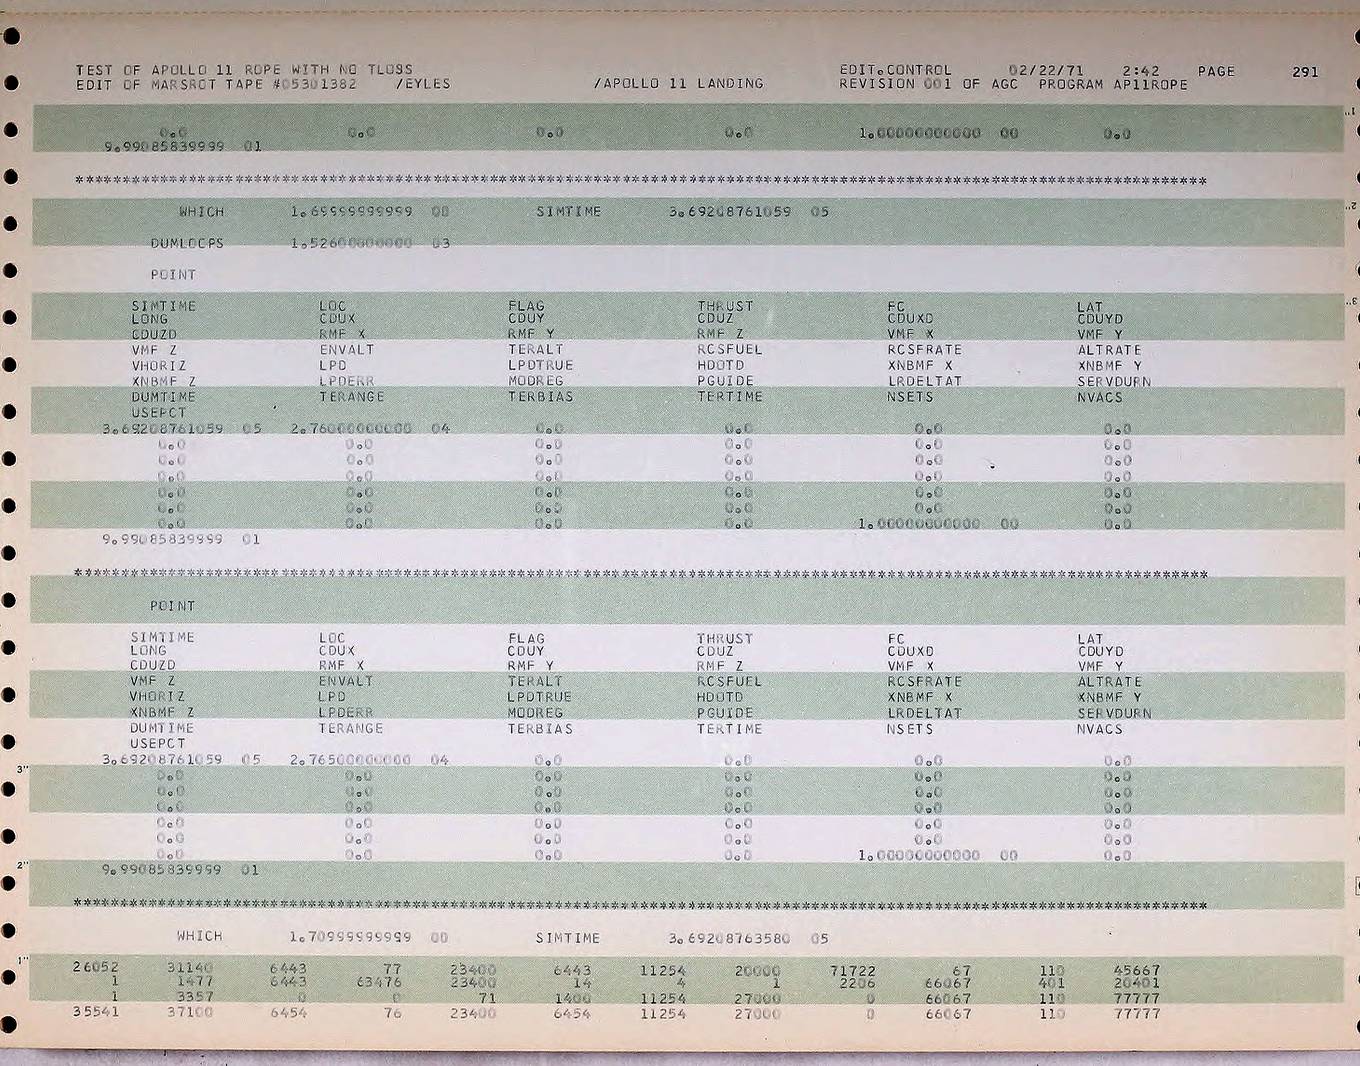 TEST OF APOLLO 11 ROPE WITH NO TLOSS EDIT.CONTROL 02/22/71 2:42 PAGE 291
EDIT OF MARSROT TAPE #05301382 /EYLES /APOLLO 11 LANDING REVISION 001 OF AGC PROGRAM AP11ROPE
0.0 0.0 0.0 0.0 1.00000000000 00 0.0
9.99085839999 01
WHICH 1.69999999999 00 SIMTIME 3.69208761059 05
DUMLOOPS 1.52600000000 03
POINT
SIMTIME LOC FLAG THRUST FC LAT
LONG CDUX CDUY CDUZ CDUXD CDUYD
CDUZD RMF X RMF Y RMF Z VMF X VMF Y
VMF Z ENVALT TERALT RCSFUEL RCSFRATE ALTRATE
VHORIZ LPD LPDTRUE HDOTD XNBMF X XNBMF Y
XNBMF Z LPDERR MODREG PGUIDE LRDELTAT SERVDURN
DUMTIME TERANGE TERBIAS TERTIME NSETS NVACS
USEPCT
3.69208761059 05 2.76000000000 04 0.0 0.0 0.0 0.0
0.0 0.0 0.0 0.0 0.0 0.0
0.0 0.0 0.0 0.0 0.0 0.0
0.0 0.0 0.0 0.0 0.0 0.0
0.0 0.0 0.0 0.0 0.0 0.0
0.0 0.0 0.0 0.0 0.0 0.0
0.0 0.0 0.0 0.0 1.00000000000 00 0.0
9.99085839999 01
POINT
SIMTIME LOC FLAG THRUST FC LAT
LONG CDUX CDUY CDUZ CDUXD CDUYD
CDUZD RMF X RMF Y RMF Z VMF X VMF Y
VMF Z ENVALT TERALT RCSFUEL RCSFRATE ALTRATE
VHORIZ LPD LPDTRUE HDOTD XNBMF X XNBMF Y
XNBMF Z LPDERR MODREG PGUIDE LRDELTAT SERVDURN
DUMTIME TERANGE TERBIAS TERTIME NSETS NVACS
USEPCT
3.69208761059 05 2.76500000000 04 0.0 0.0 0.0 0.0
0.0 0.0 0.0 0.0 0.0 0.0
0.0 0.0 0.0 0.0 0.0 0.0
0.0 0.0 0.0 0.0 0.0 0.0
0.0 0.0 0.0 0.0 0.0 0.0
0.0 0.0 0.0 0.0 0.0 0.0
0.0 0.0 0.0 0.0 1.00000000000 00 0.0
9.99085839999 01
WHICH 1.70999999999 00 SIMTIME 3.69208763580 05
26052 31140 6443 77 23400 6443 11254 20000 71722 67 110 45667
1 1477 6443 63476 23400 14 4 1 2206 66067 401 20401
1 3357 0 0 71 1400 11254 27000 0 66067 110 77777
35541 37100 6454 76 23400 6454 11254 27000 0 66067 110 77777
3"
2"
1"